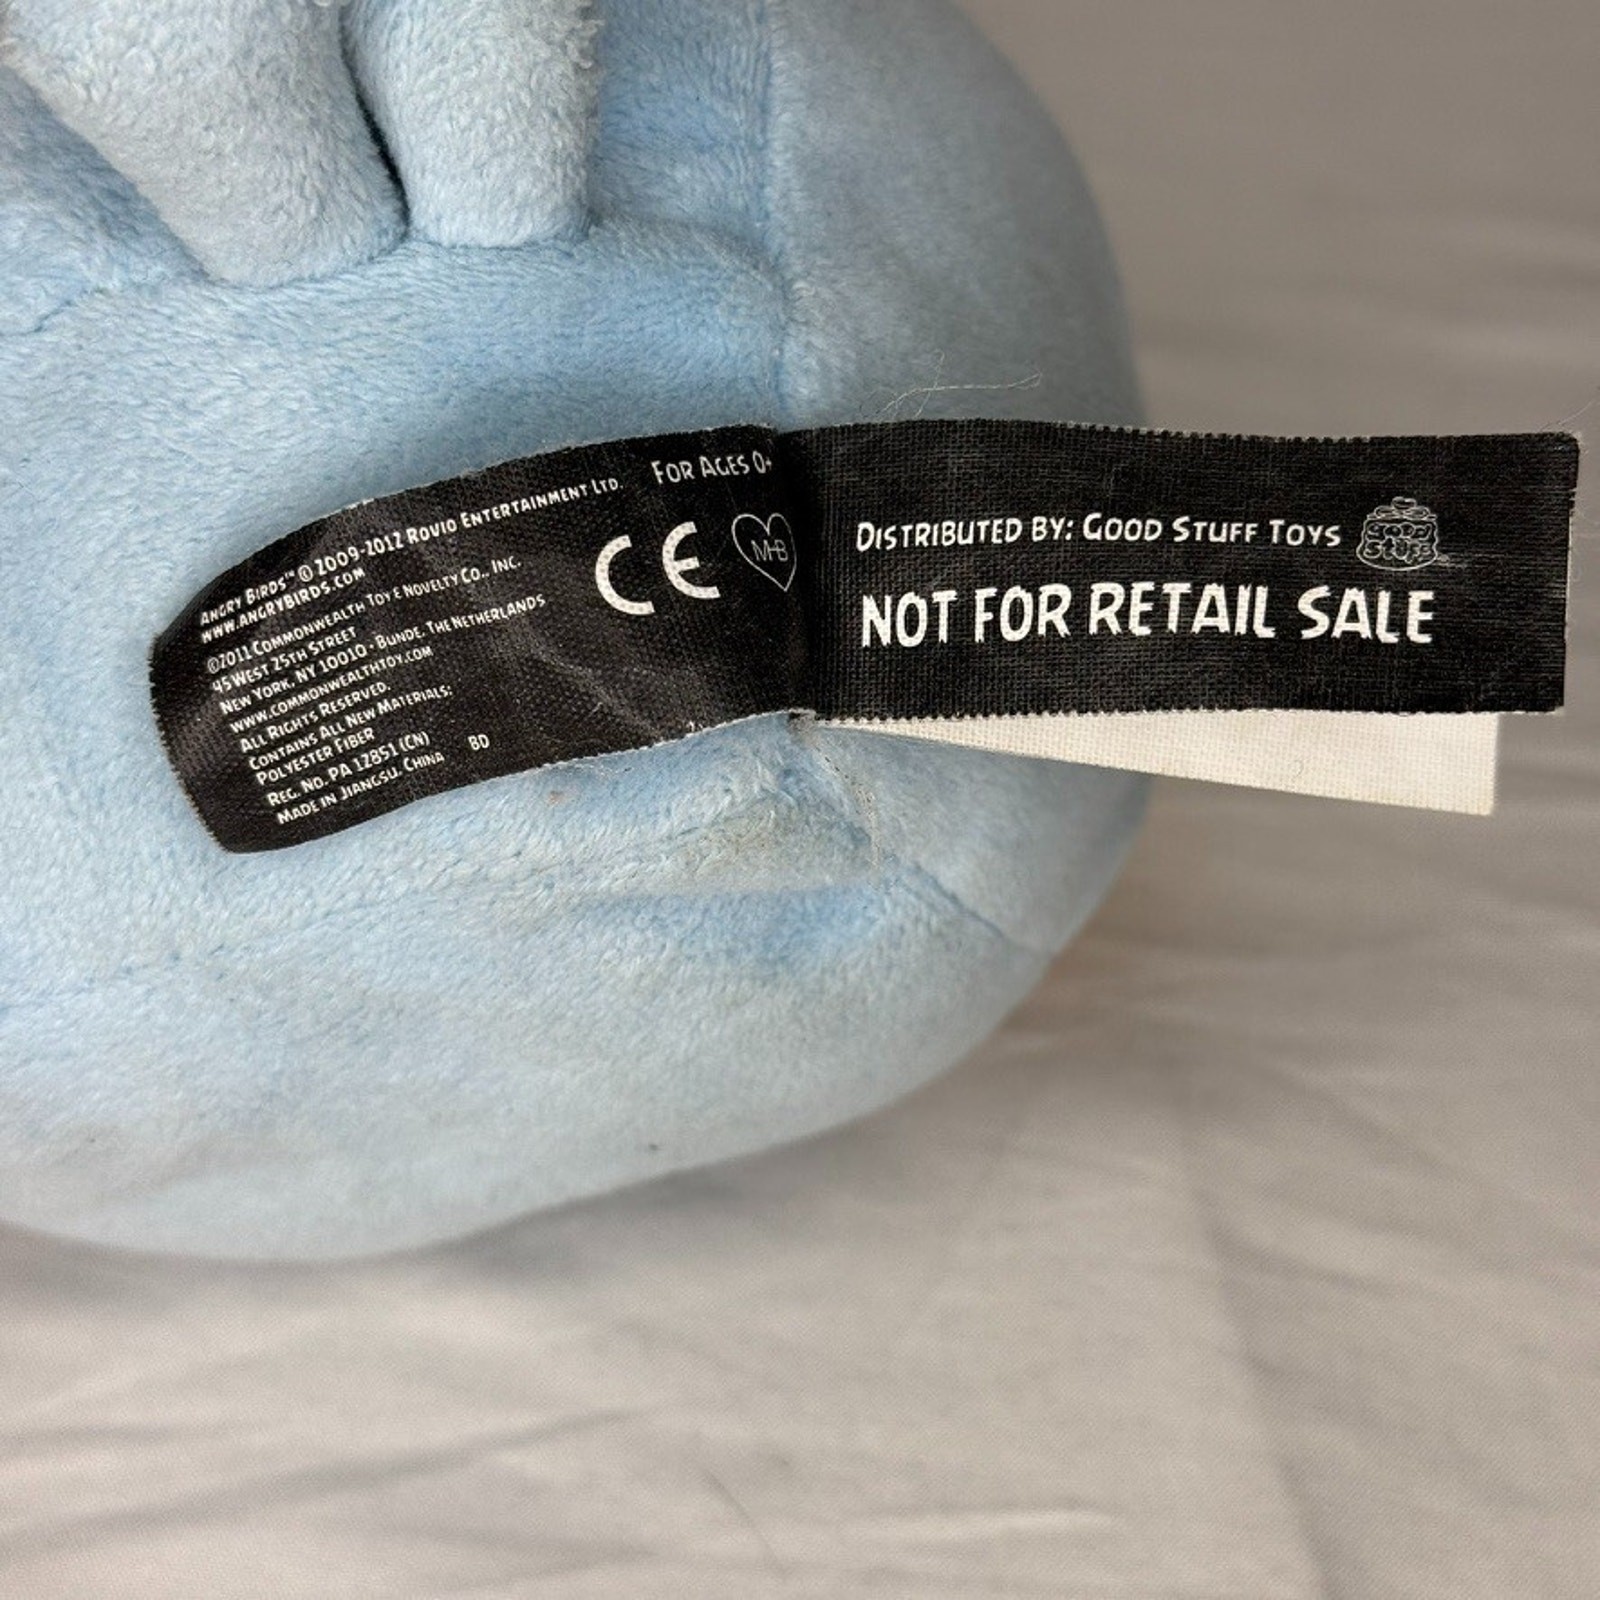 ANGRY BIRDS™ © 2009-2012 ROVIO ENTERTAINMENT LTD.
WWW.ANGRYBIRDS.COM
©2011 COMMONWEALTH TOY & NOVELTY CO., INC.
45 WEST 25TH STREET
NEW YORK, NY 10010 · BUNDE, THE NETHERLANDS
WWW.COMMONWEALTHTOY.COM
ALL RIGHTS RESERVED.
CONTAINS ALL NEW MATERIALS:
POLYESTER FIBER
REG. NO. PA 12851 (CN)
MADE IN JIANGSU, CHINA BD
FOR AGES 0+
CE
M+B
DISTRIBUTED BY: GOOD STUFF TOYS
GOOD
STUFF
NOT FOR RETAIL SALE